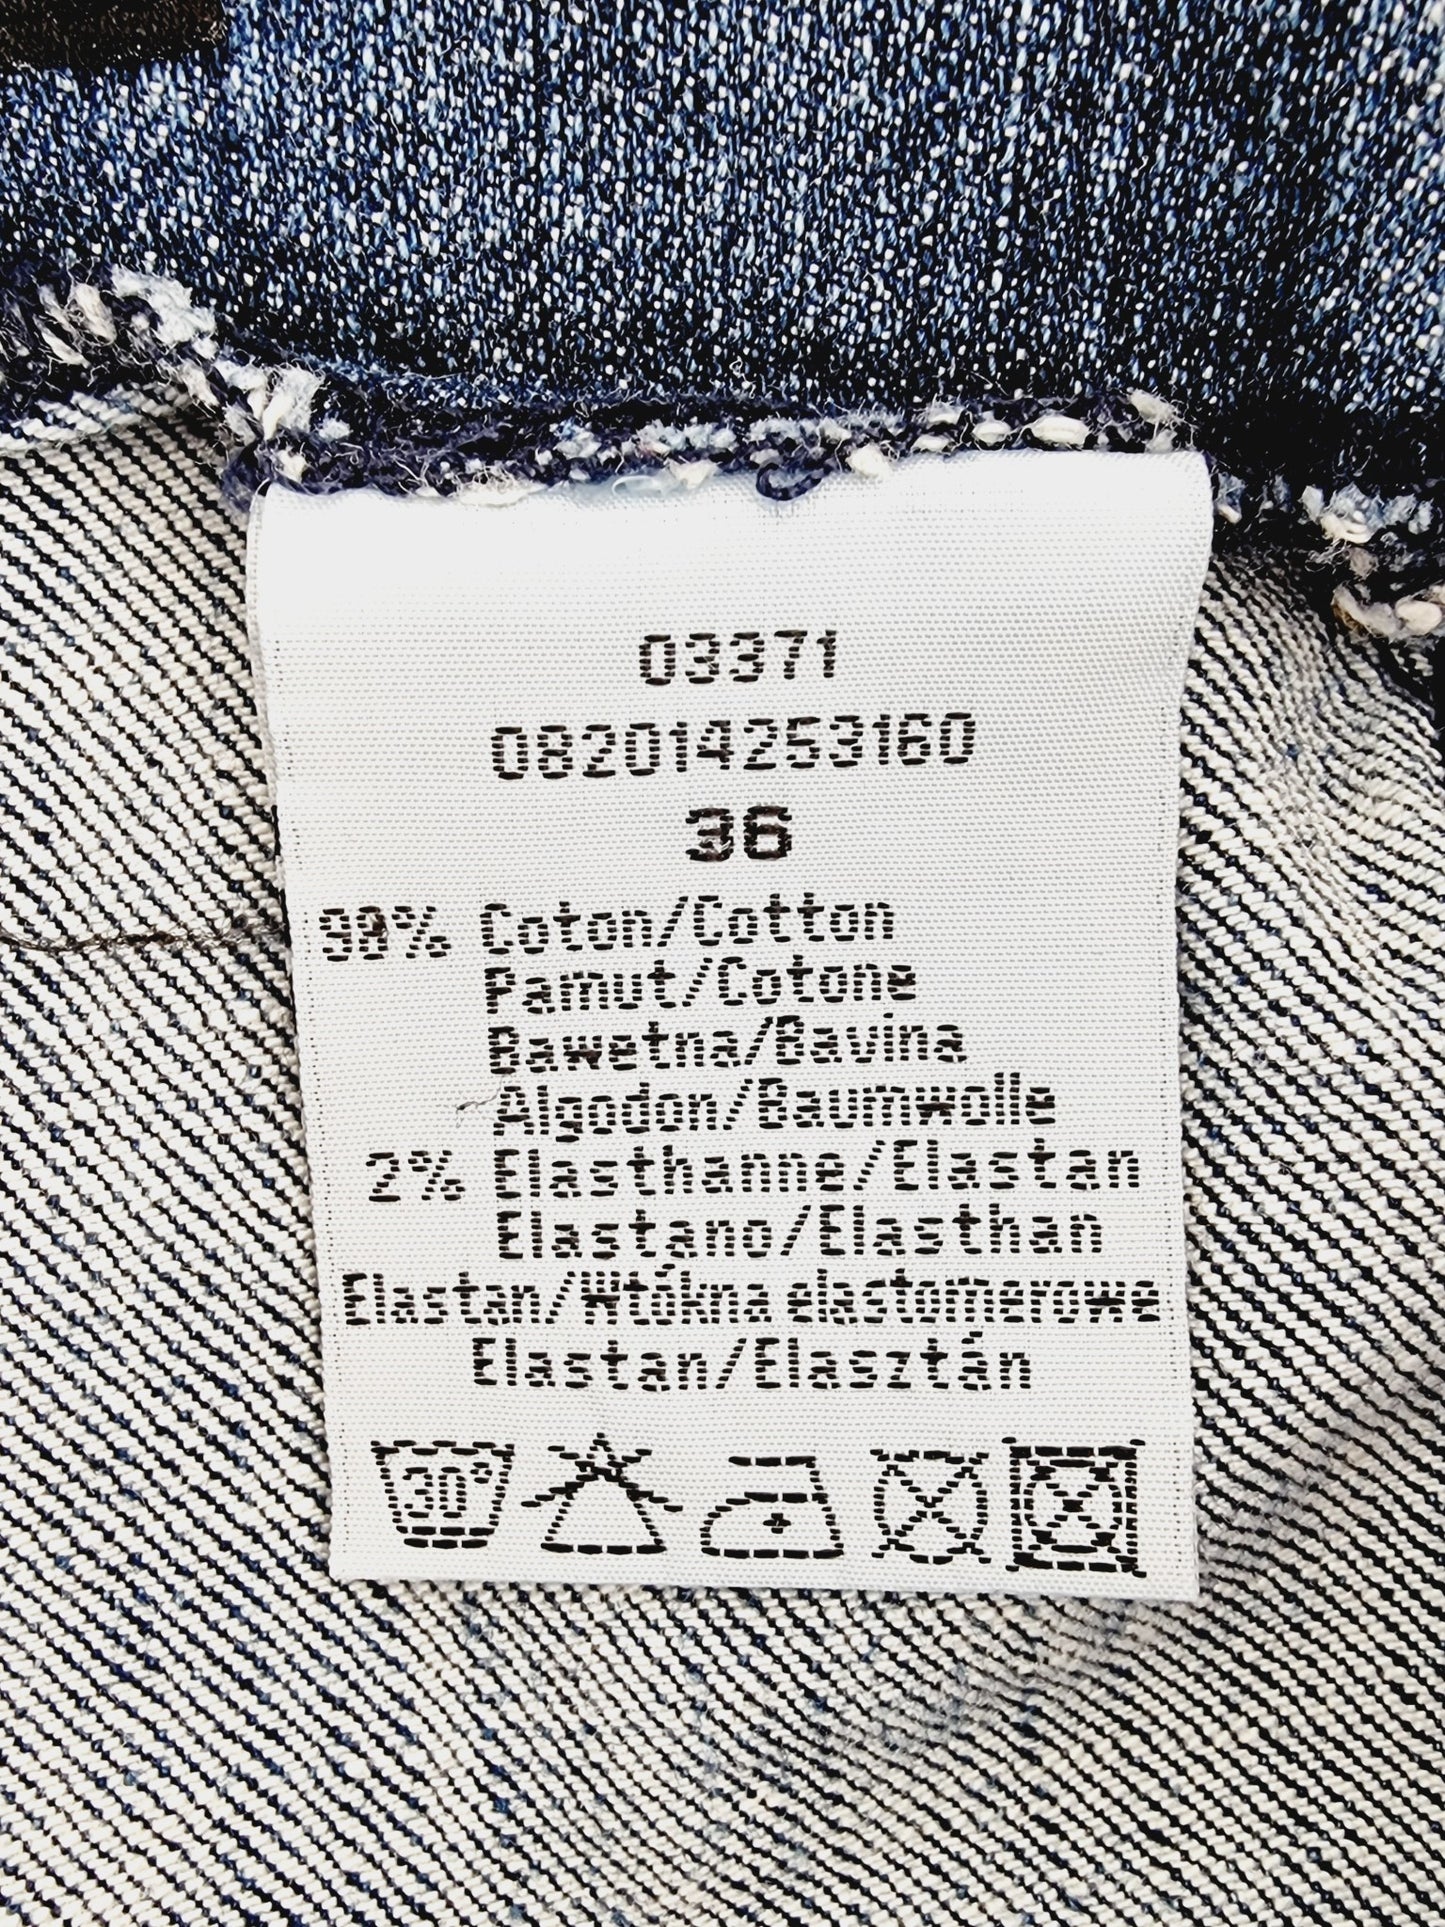 03371
082014253160
36
98% Coton/Cotton
Pamut/Cotone
Bawetna/Bavina
Algodon/Baumwolle
2% Elasthanne/Elastan
Elastano/Elasthan
Elastan/Wtókna elastomerowe
Elastan/Elasztán
30°